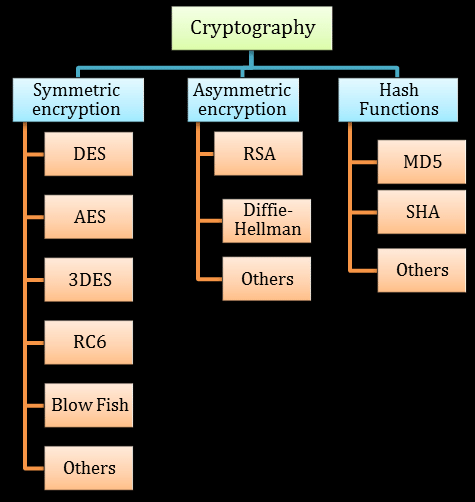 Cryptography
Symmetric
encryption
Asymmetric
encryption
Hash
Functions
DES
AES
3DES
RC6
Blow Fish
Others
RSA
Diffie-
Hellman
Others
MD5
SHA
Others